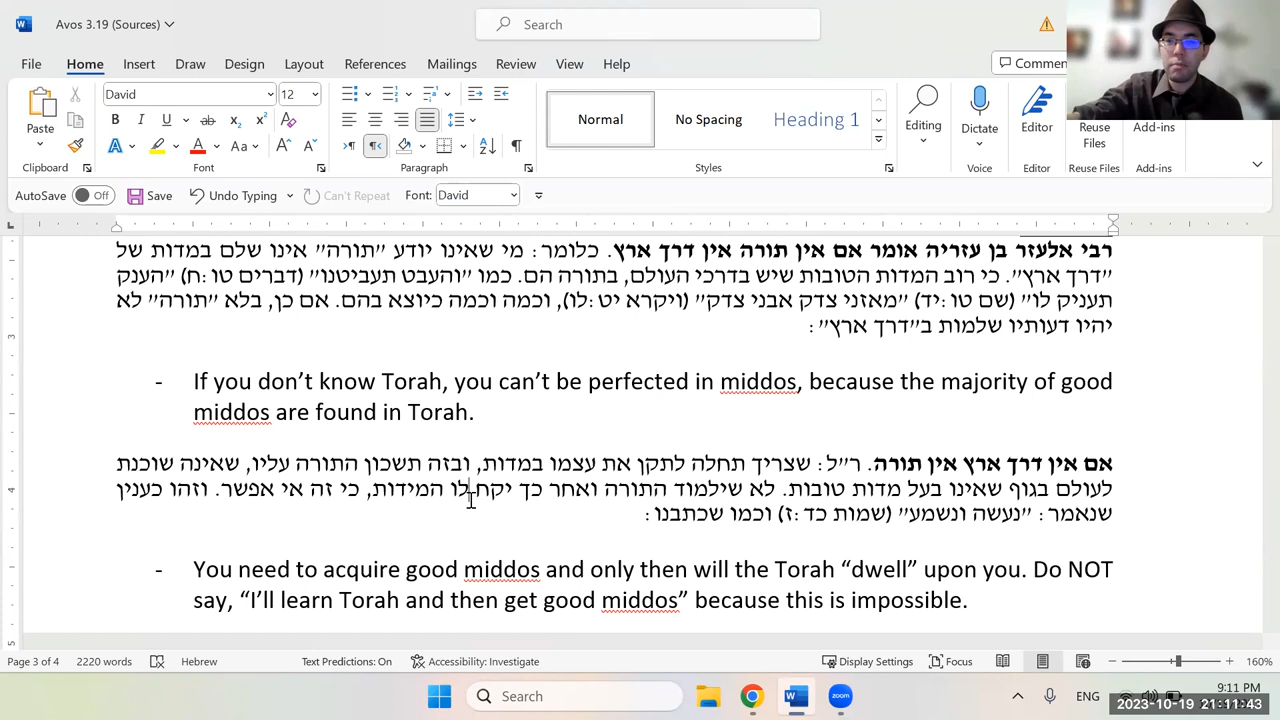 Avos 3.19 (Sources)
Search
File Home Insert Draw Design Layout References Mailings Review View Help
David 12
Paste
Normal
No Spacing
Heading 1
Editing
Dictate
Editor
Reuse Files
Add-ins
Clipboard Font Paragraph Styles Voice Editor Reuse Files Add-ins
AutoSave Off Save Undo Typing Can't Repeat Font: David
רבי אלעזר בן עזריה אומר אם אין תורה אין דרך ארץ. כלומר: מי שאינו יודע "תורה" אינו שלם במדות של
"דרך ארץ". כי רוב המדות הטובות שיש בדרכי העולם, בתורה הם. כמו "והעבט תעביטנו" (דברים טו:ח) "הענק
תעניק לו" (שם טו:יד) "מאזני צדק אבני צדק" (ויקרא יט:לו), וכמה וכמה כיוצא בהם. אם כן, בלא "תורה" לא
יהיו דעותיו שלמות ב"דרך ארץ":
- If you don't know Torah, you can't be perfected in middos, because the majority of good
middos are found in Torah.
אם אין דרך ארץ אין תורה. ר"ל: שצריך תחלה לתקן את עצמו במדות, ובזה תשכון התורה עליו, שאינה שוכנת
לעולם בגוף שאינו בעל מדות טובות. לא שילמוד התורה ואחר כך יקח לו המידות, כי זה אי אפשר. וזהו כענין
שנאמר: "נעשה ונשמע" (שמות כד:ז) וכמו שכתבנו:
- You need to acquire good middos and only then will the Torah "dwell" upon you. Do NOT
say, "I'll learn Torah and then get good middos" because this is impossible.
Page 3 of 4 2220 words Hebrew Text Predictions: On Accessibility: Investigate Display Settings Focus 160%
Search
ENG
9:11 PM
2023-10-19 21:11:43